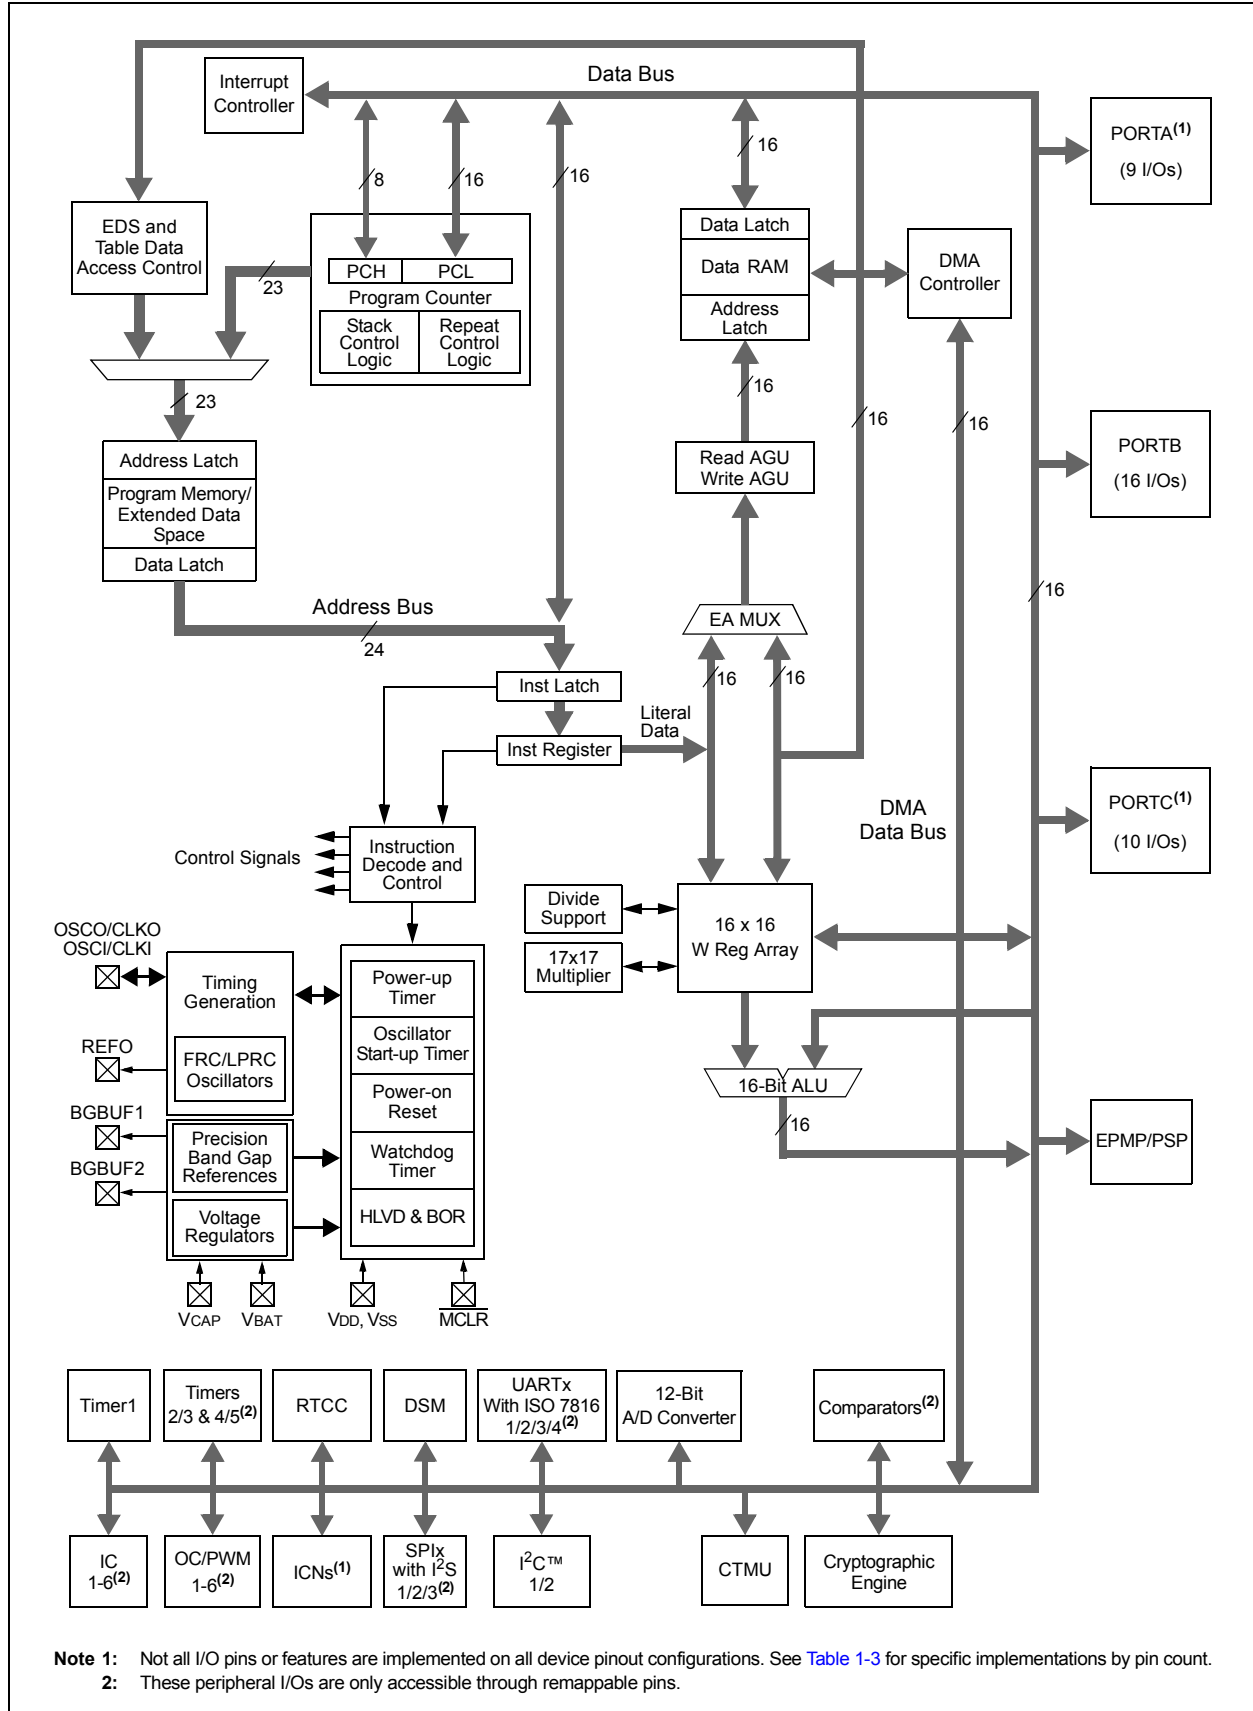 Data Bus
Interrupt
Controller
16
8
16
16
PORTA(1)
(9 I/Os)
EDS and
Table Data
Access Control
23
PCH
PCL
Program Counter
Stack
Control
Logic
Repeat
Control
Logic
Data Latch
Data RAM
Address
Latch
DMA
Controller
23
16
16
16
PORTB
(16 I/Os)
Address Latch
Program Memory/
Extended Data
Space
Data Latch
Read AGU
Write AGU
16
Address Bus
24
EA MUX
16
16
Inst Latch
Inst Register
Literal
Data
PORTC(1)
(10 I/Os)
DMA
Data Bus
Control Signals
Instruction
Decode and
Control
Divide
Support
17x17
Multiplier
16 x 16
W Reg Array
OSCO/CLKO
OSCI/CLKI
Timing
Generation
REFO
FRC/LPRC
Oscillators
BGBUF1
BGBUF2
Precision
Band Gap
References
Voltage
Regulators
Power-up
Timer
Oscillator
Start-up Timer
Power-on
Reset
Watchdog
Timer
HLVD & BOR
16-Bit ALU
16
EPMP/PSP
VCAP
VBAT
VDD, VSS
MCLR
Timer1
Timers
2/3 & 4/5(2)
RTCC
DSM
UARTx
With ISO 7816
1/2/3/4(2)
12-Bit
A/D Converter
Comparators(2)
IC
1-6(2)
OC/PWM
1-6(2)
ICNs(1)
SPIx
with I2S
1/2/3(2)
I2C™
1/2
CTMU
Cryptographic
Engine
Note 1: Not all I/O pins or features are implemented on all device pinout configurations. See Table 1-3 for specific implementations by pin count.
2: These peripheral I/Os are only accessible through remappable pins.